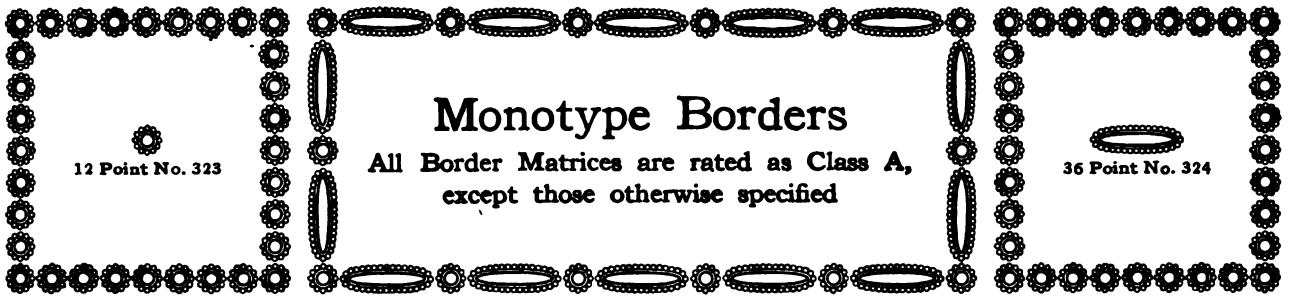 12 Point No. 323
Monotype Borders
All Border Matrices are rated as Class A,
except those otherwise specified
36 Point No. 324